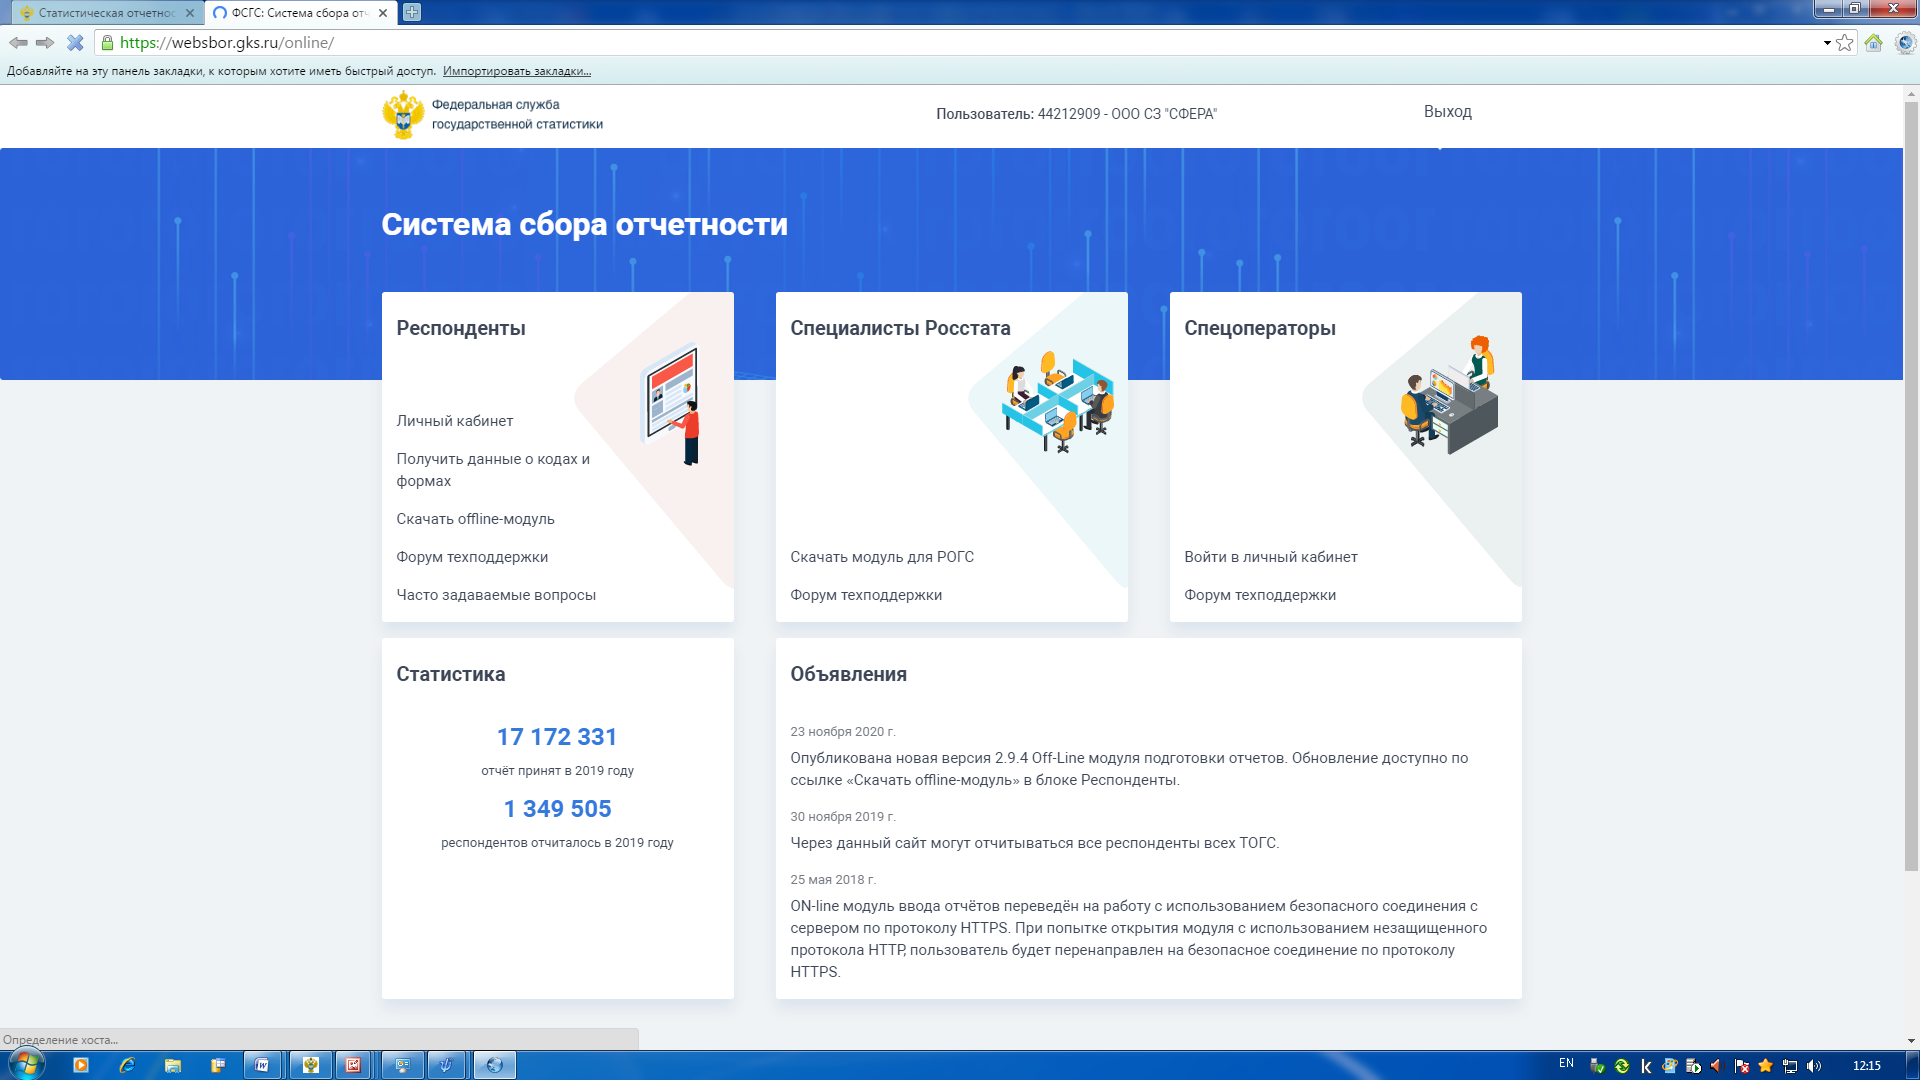 Статистическая отчетнос
ФСГС: Система сбора от
https://websbor.gks.ru/online/
Добавляйте на эту панель закладки, к которым хотите иметь быстрый доступ. Импортировать закладки...
Федеральная служба
государственной статистики
Пользователь: 44212909 - ООО СЗ "СФЕРА"
Выход
Система сбора отчетности
Респонденты
Личный кабинет
Получить данные о кодах и
формах
Скачать offline-модуль
Форум техподдержки
Часто задаваемые вопросы
Специалисты Росстата
Скачать модуль для РОГС
Форум техподдержки
Спецоператоры
Войти в личный кабинет
Форум техподдержки
Статистика
17 172 331
отчёт принят в 2019 году
1 349 505
респондентов отчиталось в 2019 году
Объявления
23 ноября 2020 г.
Опубликована новая версия 2.9.4 Off-Line модуля подготовки отчетов. Обновление доступно по
ссылке «Скачать offline-модуль» в блоке Респонденты.
30 ноября 2019 г.
Через данный сайт могут отчитываться все респонденты всех ТОГС.
25 мая 2018 г.
ON-line модуль ввода отчётов переведён на работу с использованием безопасного соединения с
сервером по протоколу HTTPS. При попытке открытия модуля с использованием незащищенного
протокола HTTP, пользователь будет перенаправлен на безопасное соединение по протоколу
HTTPS.
Определение хоста...
EN
12:15